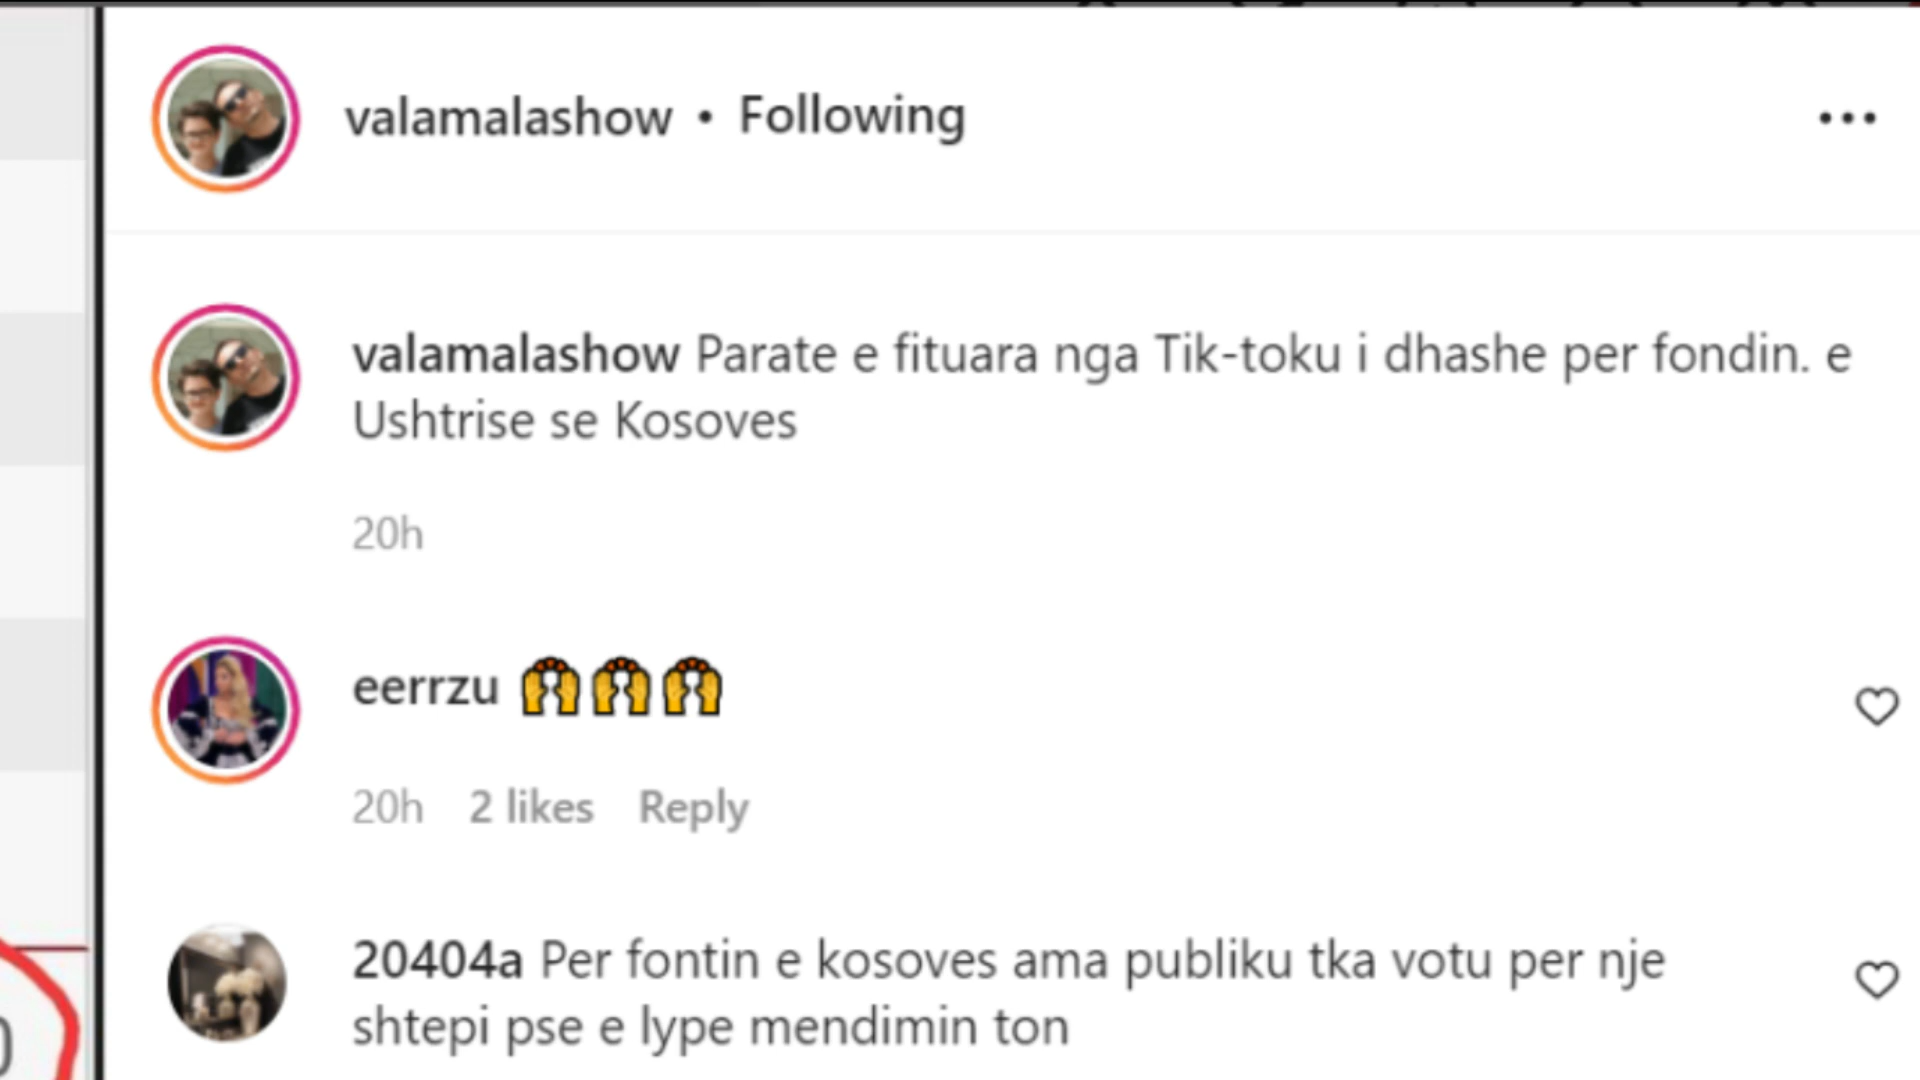 valamalashow • Following
valamalashow Parate e fituara nga Tik-toku i dhashe per fondin. e
Ushtrise se Kosoves
20h
eerrzu 🙌🙌🙌
20h 2 likes Reply
20404a Per fontin e kosoves ama publiku tka votu per nje
shtepi pse e lype mendimin ton